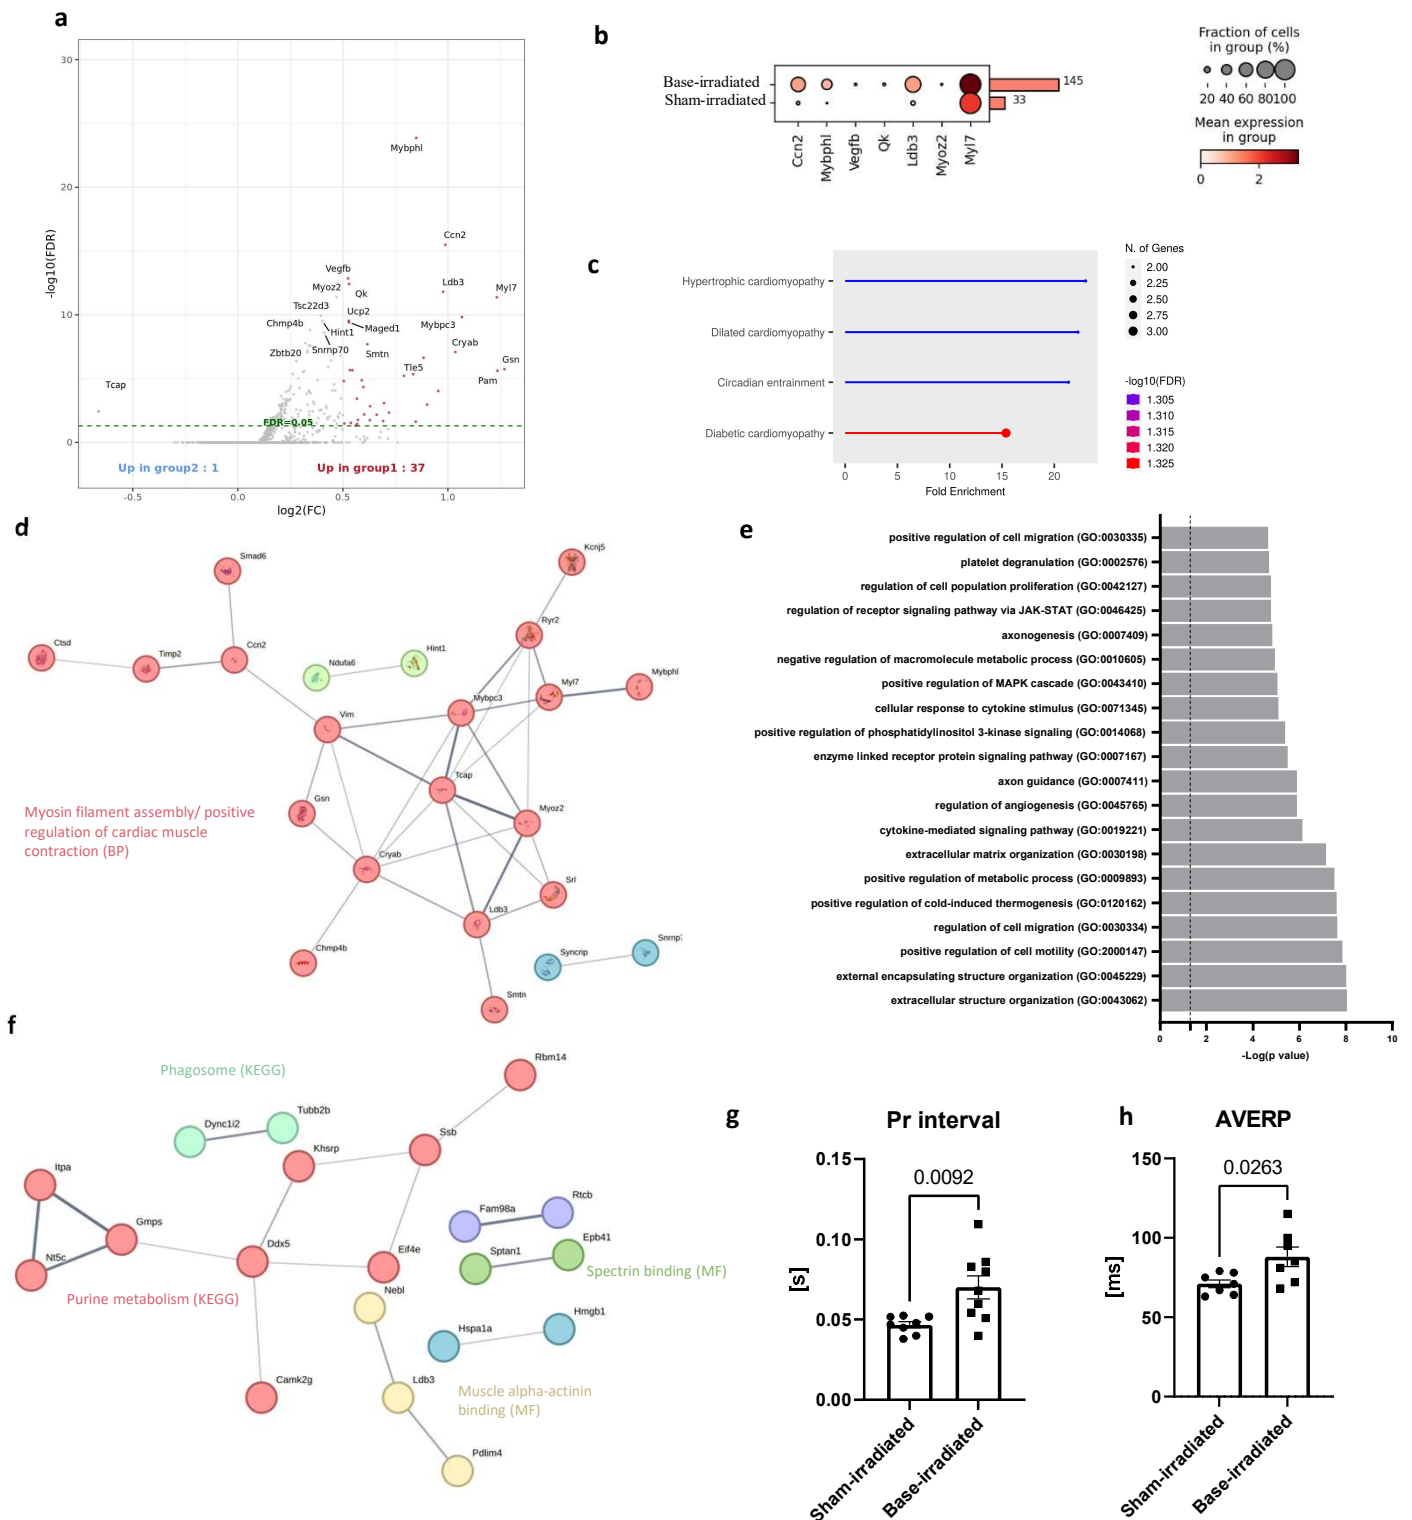 a
30
20
10
0
-log10(FDR)
Mybphl
Ccn2
Vegfb
Myoz2
Qk
Ldb3
Myl7
Tsc22d3
Ucp2
Chmp4b
Hint1
Maged1
Mybpc3
Zbtb20
Snrnp70
Smtn
Cryab
Tle5
Gsn
Pam
Tcap
FDR=0.05
Up in group2 : 1
Up in group1 : 37
-0.5
0.0
0.5
1.0
log2(FC)
b
Base-irradiated
Sham-irradiated
145
33
Ccn2
Mybphl
Vegfb
Qk
Ldb3
Myoz2
Myl7
Fraction of cells
in group (%)
20 40 60 80100
Mean expression
in group
0 2
c
Hypertrophic cardiomyopathy
Dilated cardiomyopathy
Circadian entrainment
Diabetic cardiomyopathy
0 5 10 15 20
Fold Enrichment
N. of Genes
2.00
2.25
2.50
2.75
3.00
-log10(FDR)
1.305
1.310
1.315
1.320
1.325
d
Smad6
Kcnj5
Ctsd
Timp2
Ccn2
Ryr2
Ndufa6
Hint1
Mybphl
Myl7
Mybpc3
Vim
Tcap
Gsn
Myoz2
Cryab
Srl
Ldb3
Chmp4b
Syncrip
Smtn
Myosin filament assembly/ positive
regulation of cardiac muscle
contraction (BP)
e
positive regulation of cell migration (GO:0030335)
platelet degranulation (GO:0002576)
regulation of cell population proliferation (GO:0042127)
regulation of receptor signaling pathway via JAK-STAT (GO:0046425)
axonogenesis (GO:0007409)
negative regulation of macromolecule metabolic process (GO:0010605)
positive regulation of MAPK cascade (GO:0043410)
cellular response to cytokine stimulus (GO:0071345)
positive regulation of phosphatidylinositol 3-kinase signaling (GO:0014068)
enzyme linked receptor protein signaling pathway (GO:0007167)
axon guidance (GO:0007411)
regulation of angiogenesis (GO:0045765)
cytokine-mediated signaling pathway (GO:0019221)
extracellular matrix organization (GO:0030198)
positive regulation of metabolic process (GO:0009893)
positive regulation of cold-induced thermogenesis (GO:0120162)
regulation of cell migration (GO:0030334)
positive regulation of cell motility (GO:2000147)
external encapsulating structure organization (GO:0045229)
extracellular structure organization (GO:0043062)
0 2 4 6 8 10
-Log(p value)
f
Phagosome (KEGG)
Rbm14
Tubb2b
Dync1i2
Ssb
Khsrp
Itpa
Gmps
Nt5c
Ddx5
Eif4e
Fam98a
Rtcb
Sptan1
Epb41
Spectrin binding (MF)
Purine metabolism (KEGG)
Nebl
Hspa1a
Hmgb1
Camk2g
Ldb3
Muscle alpha-actinin
binding (MF)
Pdlim4
g
Pr interval
0.0092
[s]
0.15
0.10
0.05
0.00
Sham-irradiated
Base-irradiated
h
AVERP
0.0263
[ms]
150
100
50
0
Sham-irradiated
Base-irradiated